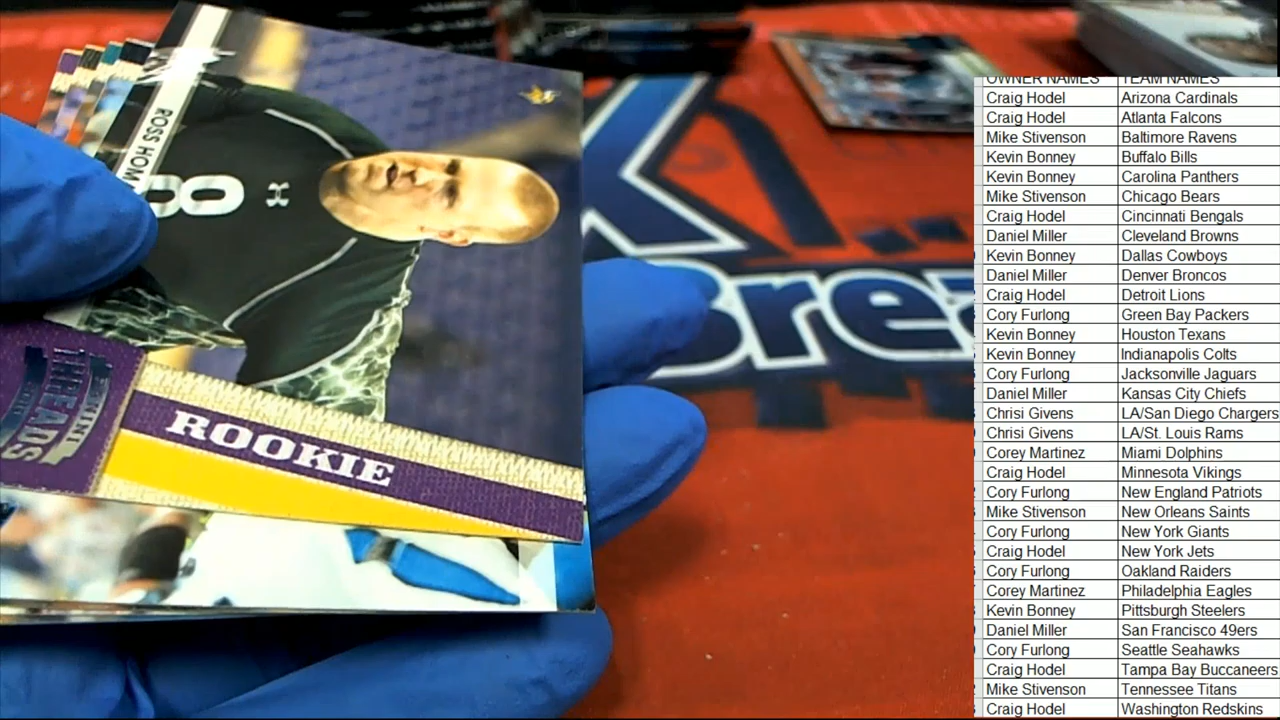 ROSS HOM
8
ROOKIE
PANINI
THREADS
Brea
OWNER NAMES TEAM NAMES
Craig Hodel Arizona Cardinals
Craig Hodel Atlanta Falcons
Mike Stivenson Baltimore Ravens
Kevin Bonney Buffalo Bills
Kevin Bonney Carolina Panthers
Mike Stivenson Chicago Bears
Craig Hodel Cincinnati Bengals
Daniel Miller Cleveland Browns
Kevin Bonney Dallas Cowboys
Daniel Miller Denver Broncos
Craig Hodel Detroit Lions
Cory Furlong Green Bay Packers
Kevin Bonney Houston Texans
Kevin Bonney Indianapolis Colts
Cory Furlong Jacksonville Jaguars
Daniel Miller Kansas City Chiefs
Chrisi Givens LA/San Diego Chargers
Chrisi Givens LA/St. Louis Rams
Corey Martinez Miami Dolphins
Craig Hodel Minnesota Vikings
Cory Furlong New England Patriots
Mike Stivenson New Orleans Saints
Cory Furlong New York Giants
Craig Hodel New York Jets
Cory Furlong Oakland Raiders
Corey Martinez Philadelphia Eagles
Kevin Bonney Pittsburgh Steelers
Daniel Miller San Francisco 49ers
Cory Furlong Seattle Seahawks
Craig Hodel Tampa Bay Buccaneers
Mike Stivenson Tennessee Titans
Craig Hodel Washington Redskins